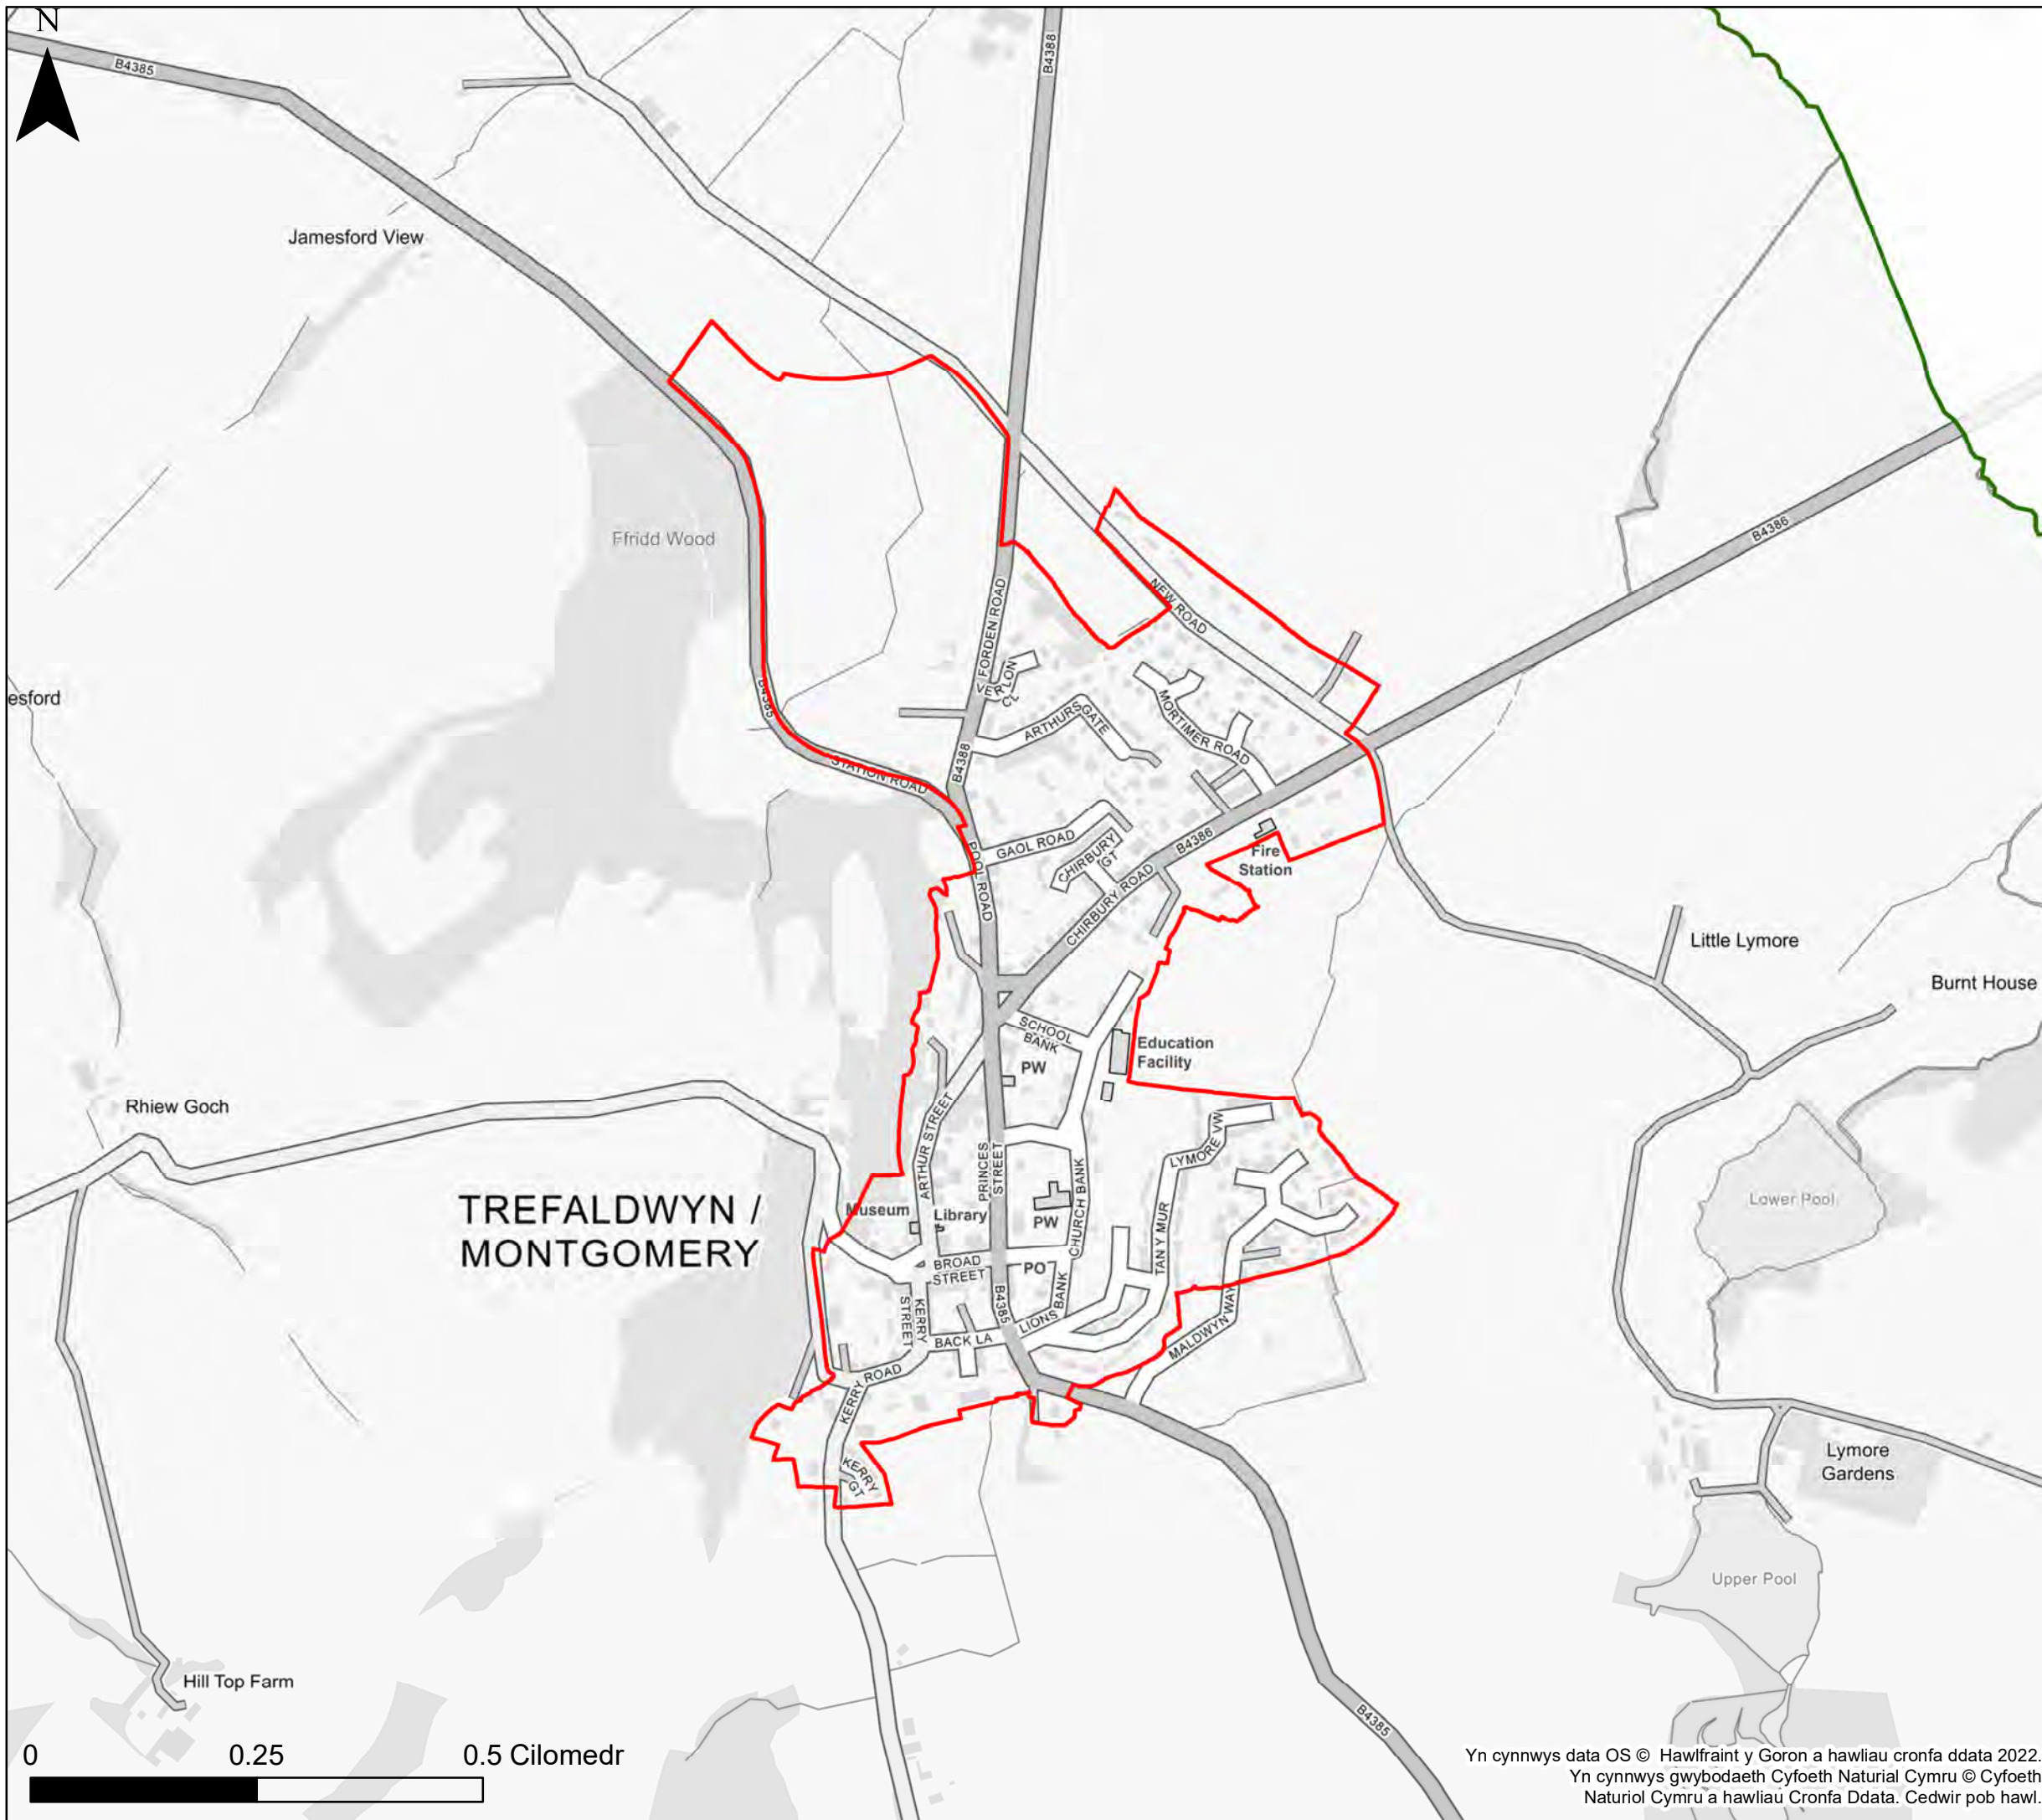 N
B4385
B4388
Jamesford View
Ffridd Wood
B4386
NEW ROAD
FORDEN ROAD
VERLON
CL
esford
B4385
ARTHURS
GATE
MORTIMER ROAD
STATION ROAD
B4388
POOL ROAD
GAOL ROAD
CHIRBURY
GT
B4386
Fire
Station
CHIRBURY ROAD
Little Lymore
Burnt House
SCHOOL
BANK
Education
Facility
PW
Rhiew Goch
ARTHUR STREET
PRINCES
STREET
LYMORE VW
TREFALDWYN /
MONTGOMERY
Museum
Library
PW
CHURCH BANK
TAN Y MUR
Lower Pool
BROAD
STREET
PO
KERRY
STREET
B4385
LIONS
BANK
BACK LA
MALDWYN WAY
KERRY ROAD
KERRY
GT
Lymore
Gardens
Upper Pool
Hill Top Farm
B4385
0 0.25 0.5 Cilomedr
Yn cynnwys data OS © Hawlfraint y Goron a hawliau cronfa ddata 2022.
Yn cynnwys gwybodaeth Cyfoeth Naturial Cymru © Cyfoeth
Naturiol Cymru a hawliau Cronfa Ddata. Cedwir pob hawl.